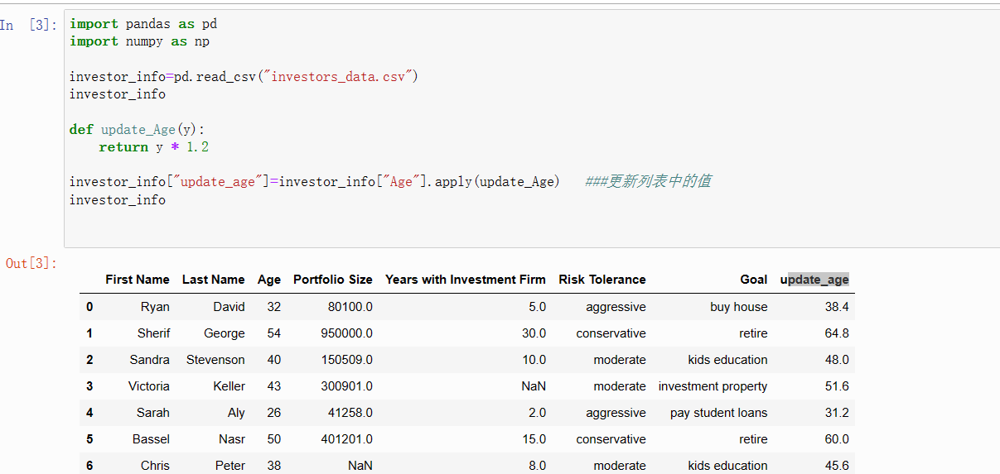 In [3]:
import pandas as pd
import numpy as np
investor_info=pd.read_csv("investors_data.csv")
investor_info
def update_Age(y):
    return y * 1.2
investor_info["update_age"]=investor_info["Age"].apply(update_Age)   ###更新列表中的值
investor_info
Out[3]:
First Name Last Name Age Portfolio Size Years with Investment Firm Risk Tolerance Goal update_age
0 Ryan David 32 80100.0 5.0 aggressive buy house 38.4
1 Sherif George 54 950000.0 30.0 conservative retire 64.8
2 Sandra Stevenson 40 150509.0 10.0 moderate kids education 48.0
3 Victoria Keller 43 300901.0 NaN moderate investment property 51.6
4 Sarah Aly 26 41258.0 2.0 aggressive pay student loans 31.2
5 Bassel Nasr 50 401201.0 15.0 conservative retire 60.0
6 Chris Peter 38 NaN 8.0 moderate kids education 45.6